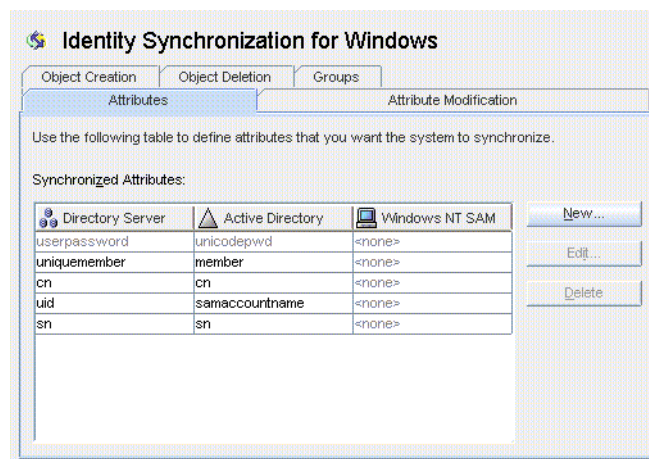 Identity Synchronization for Windows
Object Creation Object Deletion Groups
Attributes Attribute Modification
Use the following table to define attributes that you want the system to synchronize.
Synchronized Attributes:
Directory Server Active Directory Windows NT SAM New...
userpassword unicodepwd <none>
uniquemember member <none> Edit...
cn cn <none>
uid samaccountname <none> Delete
sn sn <none>